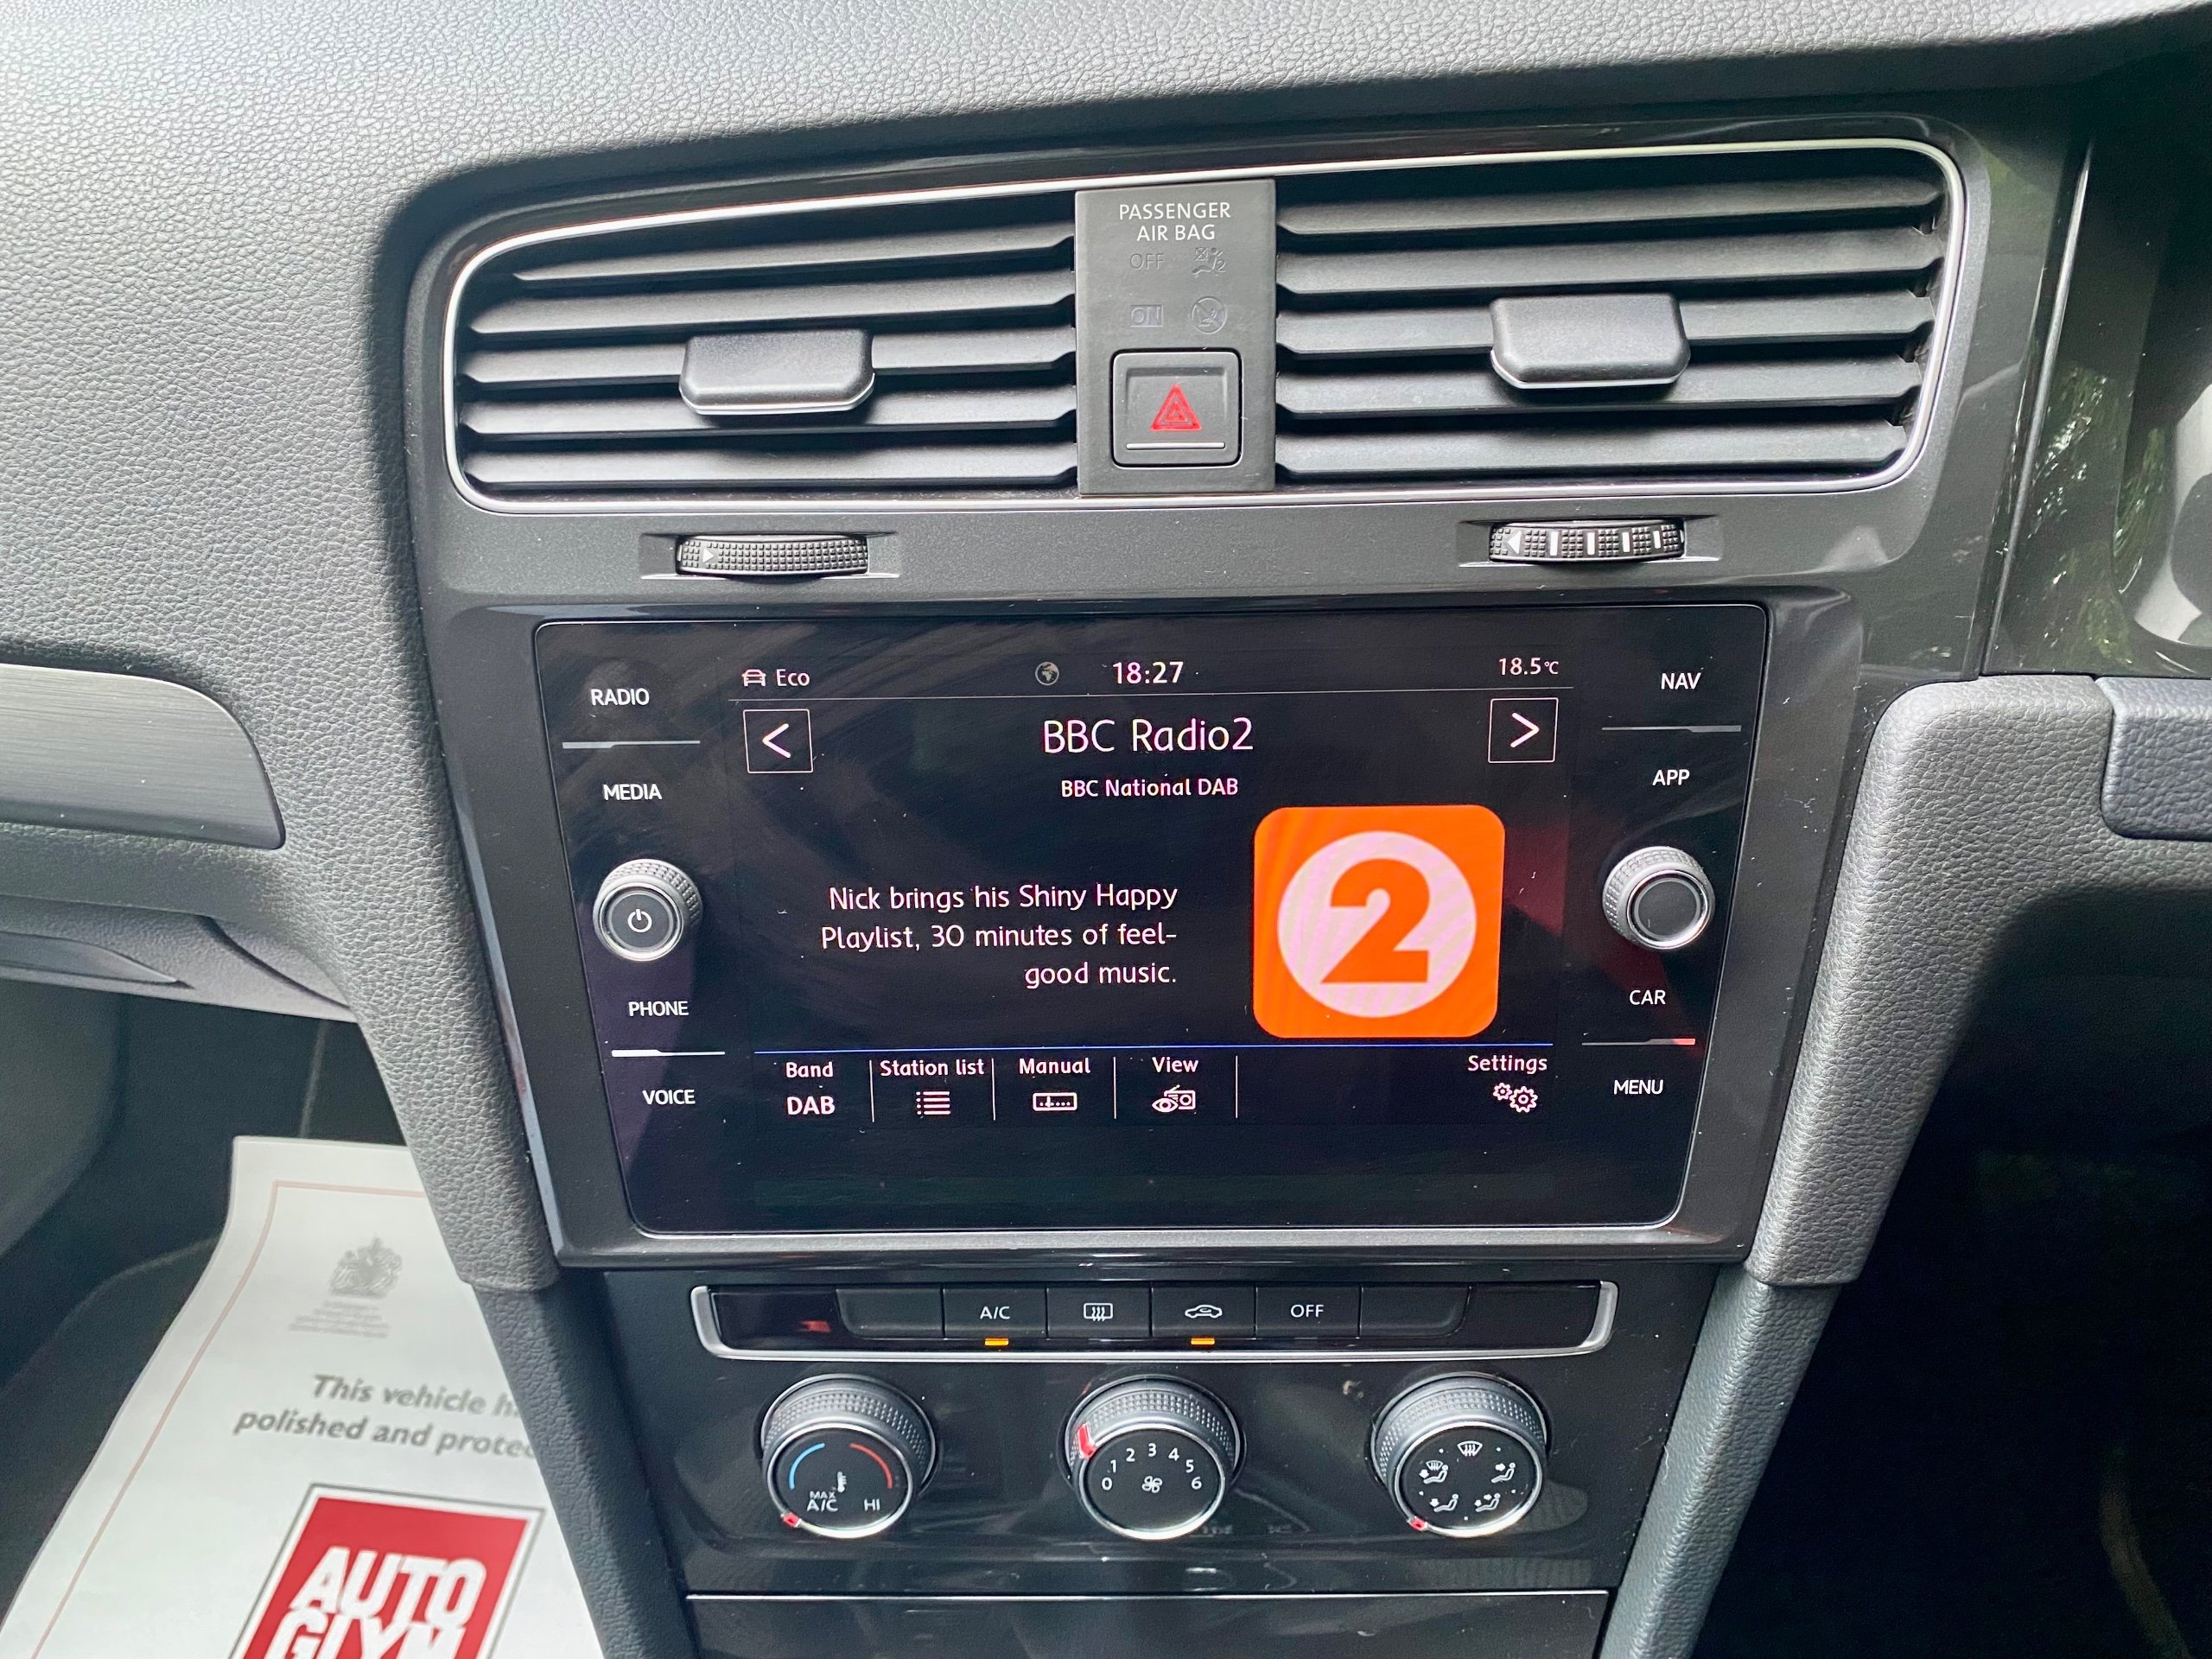 PASSENGER
AIR BAG
OFF
ON
Eco
18:27
18.5°C
RADIO
MEDIA
PHONE
VOICE
BBC Radio2
BBC National DAB
Nick brings his Shiny Happy
Playlist, 30 minutes of feel-
good music.
2
Band
DAB
Station list
Manual
View
Settings
NAV
APP
CAR
MENU
A/C
OFF
MAX
A/C
HI
0 1 2 3 4 5 6
This vehicle
polished and
AUTO
GLYM